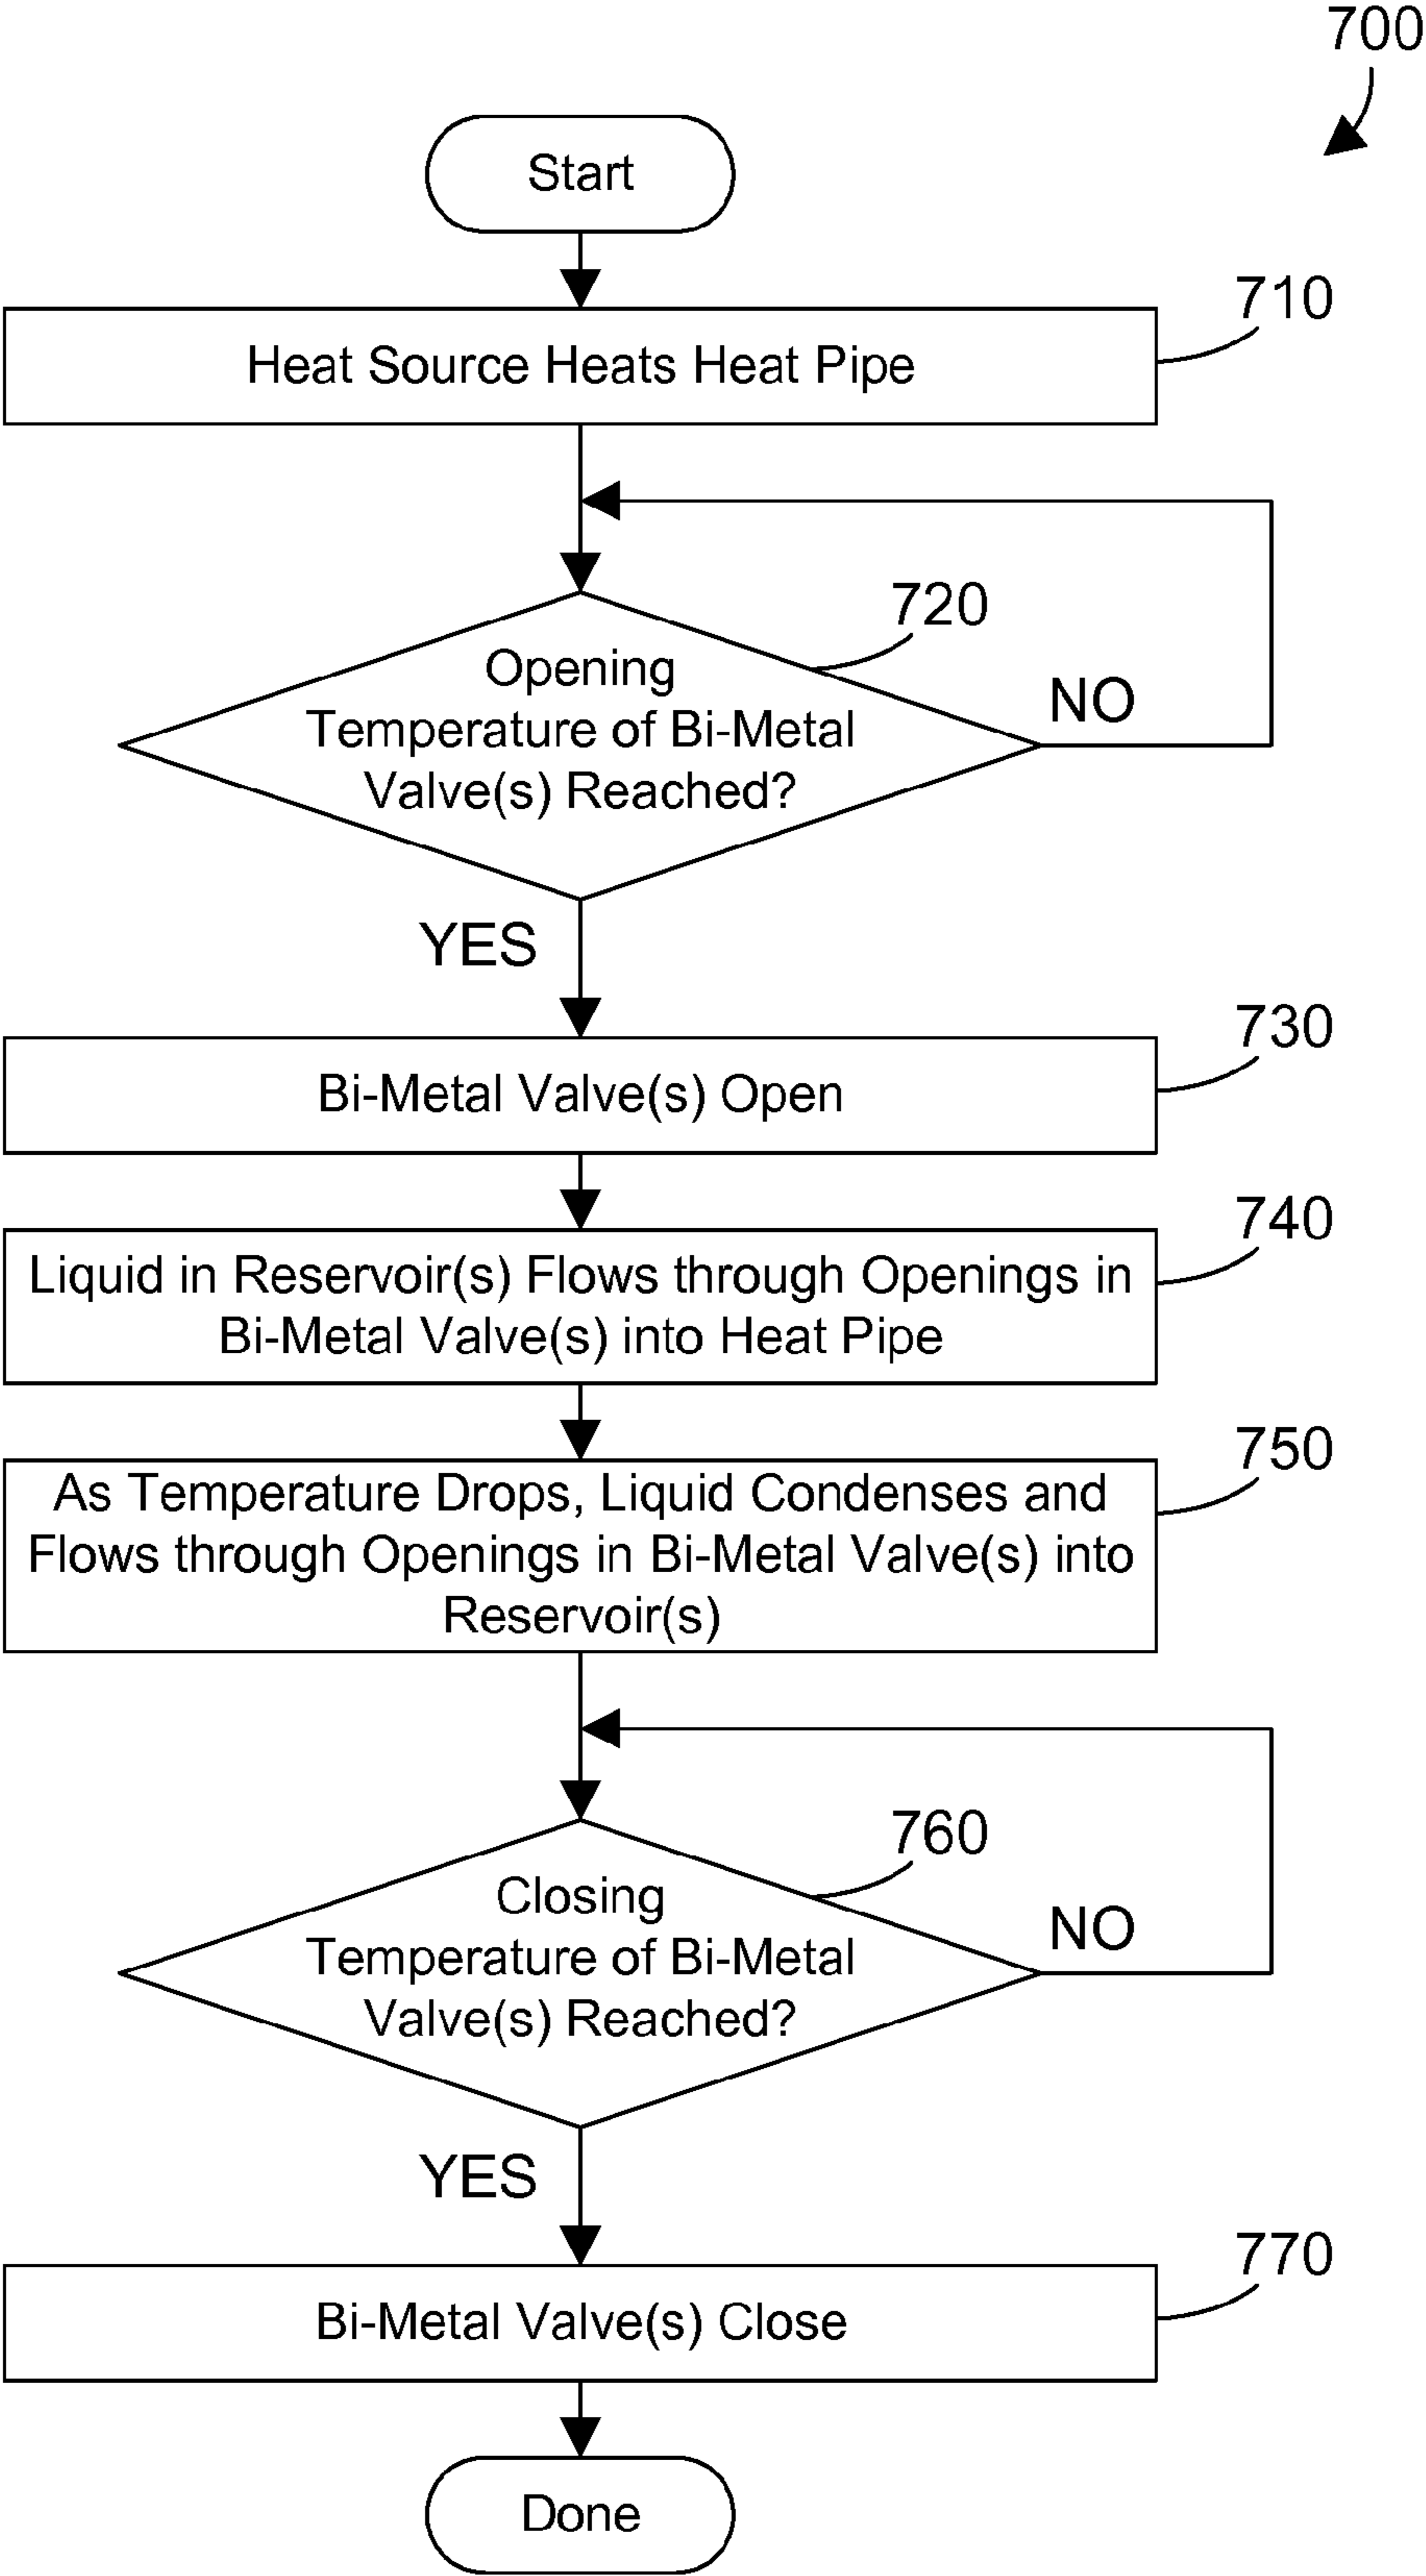 700
Start
710
Heat Source Heats Heat Pipe
720
Opening
Temperature of Bi-Metal
Valve(s) Reached?
NO
YES
730
Bi-Metal Valve(s) Open
740
Liquid in Reservoir(s) Flows through Openings in
Bi-Metal Valve(s) into Heat Pipe
750
As Temperature Drops, Liquid Condenses and
Flows through Openings in Bi-Metal Valve(s) into
Reservoir(s)
760
Closing
Temperature of Bi-Metal
Valve(s) Reached?
NO
YES
770
Bi-Metal Valve(s) Close
Done